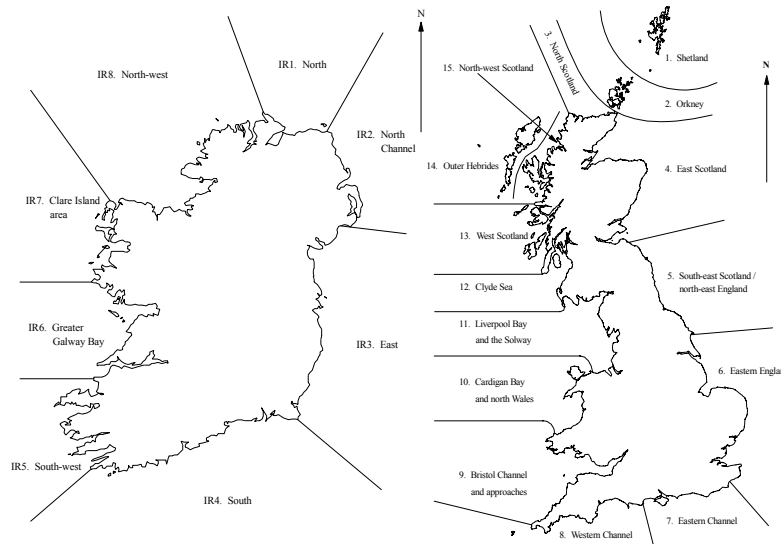 N
IR8. North-west
IR1. North
IR2. North
Channel
IR7. Clare Island
area
IR6. Greater
Galway Bay
IR3. East
IR5. South-west
IR4. South
N
1. Shetland
2. Orkney
3. North Scotland
15. North-west Scotland
4. East Scotland
14. Outer Hebrides
13. West Scotland
5. South-east Scotland /
north-east England
12. Clyde Sea
11. Liverpool Bay
and the Solway
6. Eastern Engla
10. Cardigan Bay
and north Wales
9. Bristol Channel
and approaches
7. Eastern Channel
8. Western Channel